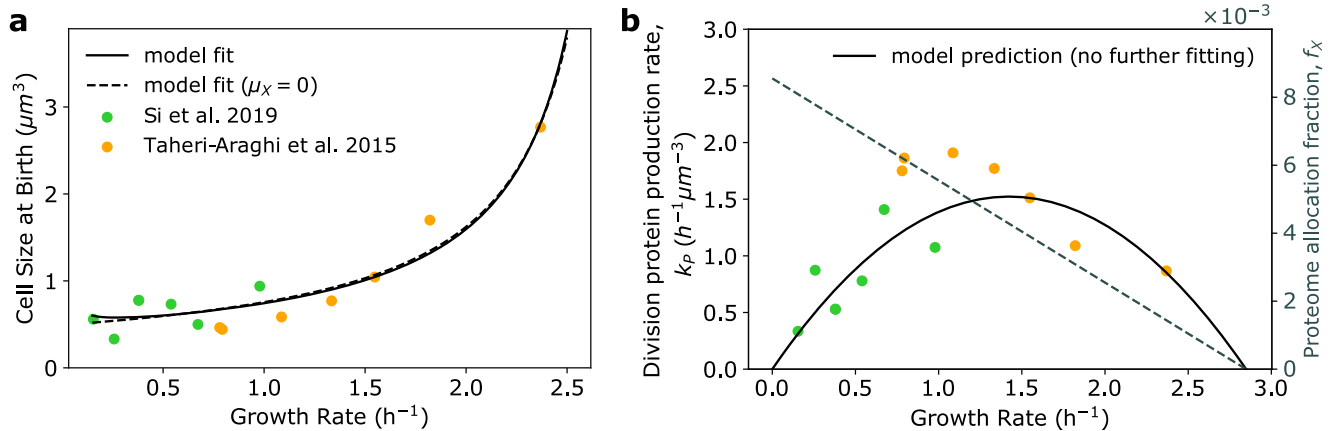 a
Cell Size at Birth (μm³)
3
2
1
0
model fit
model fit (μ_X = 0)
Si et al. 2019
Taheri-Araghi et al. 2015
0.5
1.0
1.5
2.0
2.5
Growth Rate (h⁻¹)
b
×10⁻³
Division protein production rate,
k_P (h⁻¹μm⁻³)
3.0
2.5
2.0
1.5
1.0
0.5
0.0
model prediction (no further fitting)
8
6
4
2
0
Proteome allocation fraction, f_X
0.0
0.5
1.0
1.5
2.0
2.5
3.0
Growth Rate (h⁻¹)